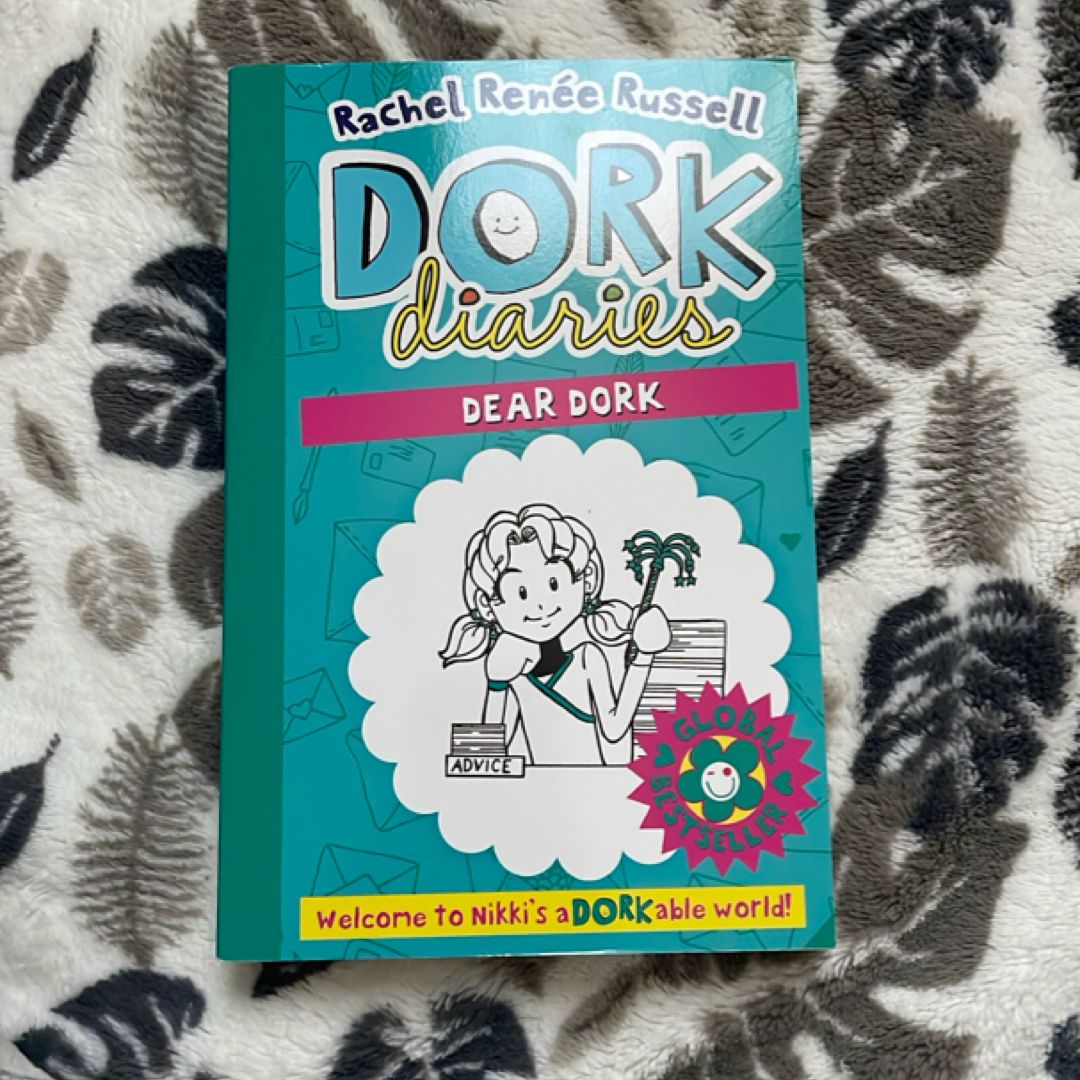 Rachel Renée Russell
DORK
diaries
DEAR DORK
ADVICE
GLOBAL
BESTSELLER
Welcome to Nikki's aDORKable world!